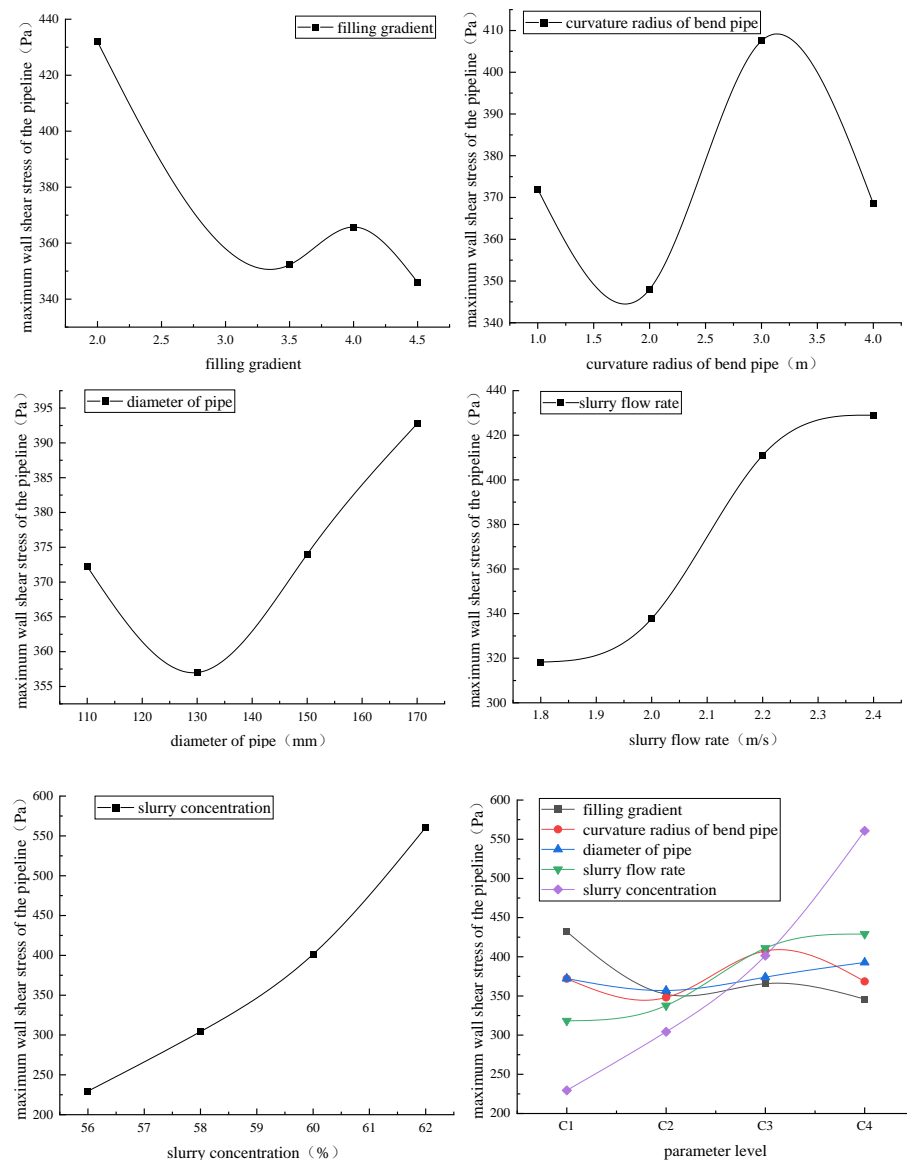 filling gradient
maximum wall shear stress of the pipeline（Pa）
440
420
400
380
360
340
2.0 2.5 3.0 3.5 4.0 4.5
filling gradient
curvature radius of bend pipe
maximum wall shear stress of the pipeline（Pa）
410
400
390
380
370
360
350
340
1.0 1.5 2.0 2.5 3.0 3.5 4.0
curvature radius of bend pipe（m）
diameter of pipe
maximum wall shear stress of the pipeline（Pa）
395
390
385
380
375
370
365
360
355
110 120 130 140 150 160 170
diameter of pipe（mm）
slurry flow rate
maximum wall shear stress of the pipeline（Pa）
440
420
400
380
360
340
320
300
1.8 1.9 2.0 2.1 2.2 2.3 2.4
slurry flow rate（m/s）
slurry concentration
maximum wall shear stress of the pipeline（Pa）
600
550
500
450
400
350
300
250
200
56 57 58 59 60 61 62
slurry concentration（%）
filling gradient
curvature radius of bend pipe
diameter of pipe
slurry flow rate
slurry concentration
maximum wall shear stress of the pipeline（Pa）
600
550
500
450
400
350
300
250
200
C1 C2 C3 C4
parameter level